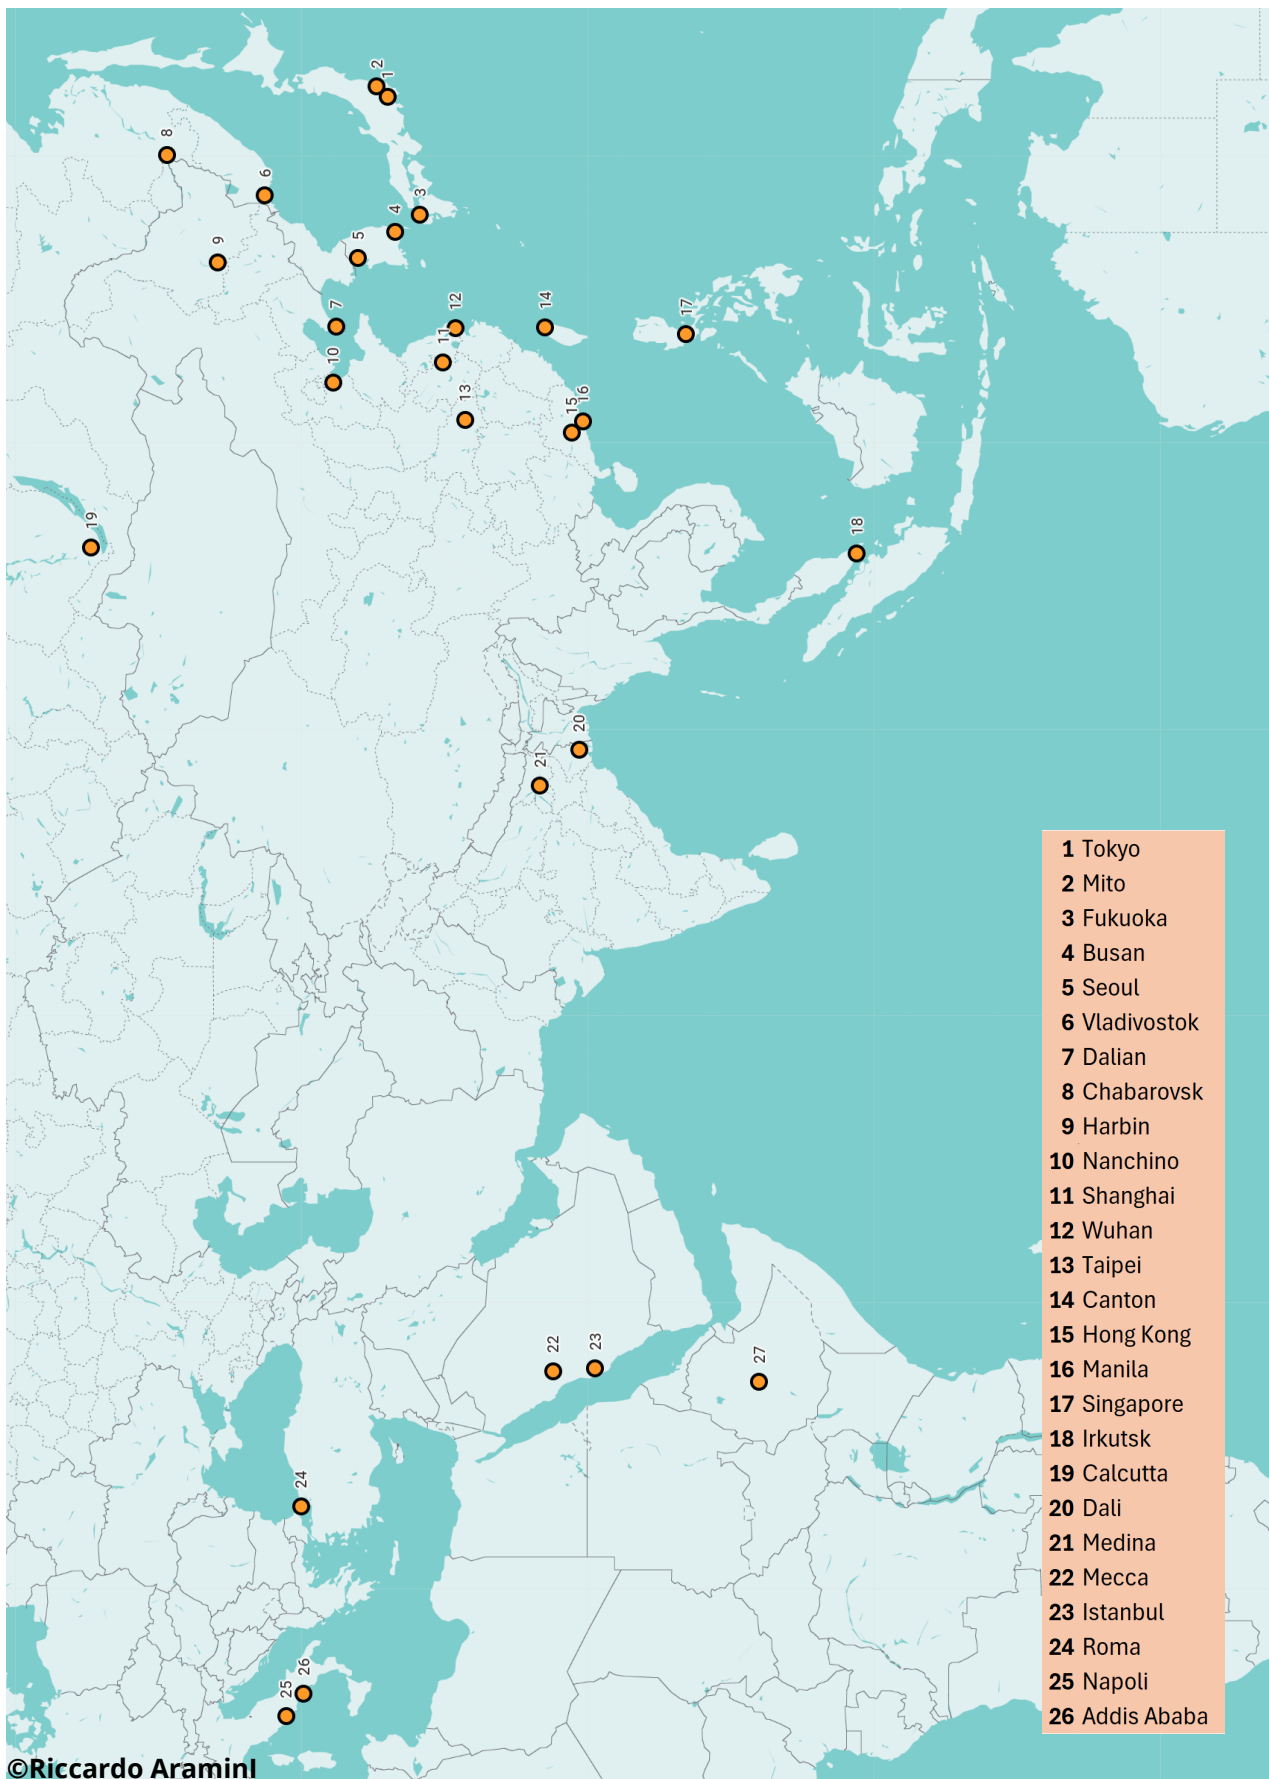 2
1
8
6
3
4
9
5
7
12
14
17
11
10
13
16
15
19
18
20
21
1 Tokyo
2 Mito
3 Fukuoka
4 Busan
5 Seoul
6 Vladivostok
7 Dalian
8 Chabarovsk
9 Harbin
10 Nanchino
11 Shanghai
12 Wuhan
13 Taipei
14 Canton
15 Hong Kong
16 Manila
17 Singapore
18 Irkutsk
19 Calcutta
20 Dali
21 Medina
22 Mecca
23 Istanbul
24 Roma
25 Napoli
26 Addis Ababa
22
23
27
24
26
25
©Riccardo AraminI